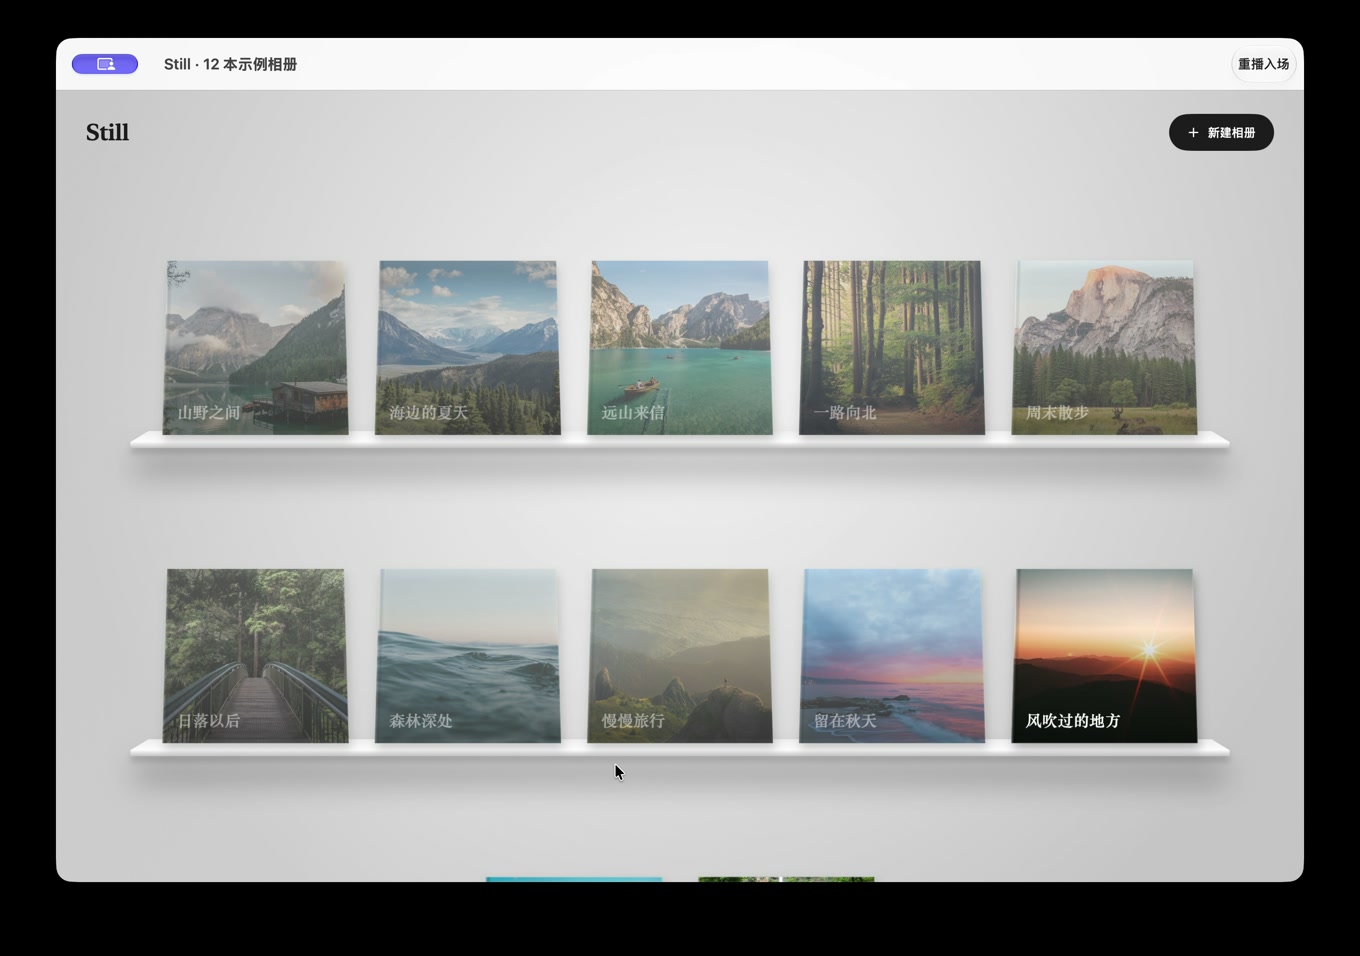 Still · 12 本示例相册
重播入场
Still
+ 新建相册
山野之间
海边的夏天
远山来信
一路向北
周末散步
日落以后
森林深处
慢慢旅行
留在秋天
风吹过的地方